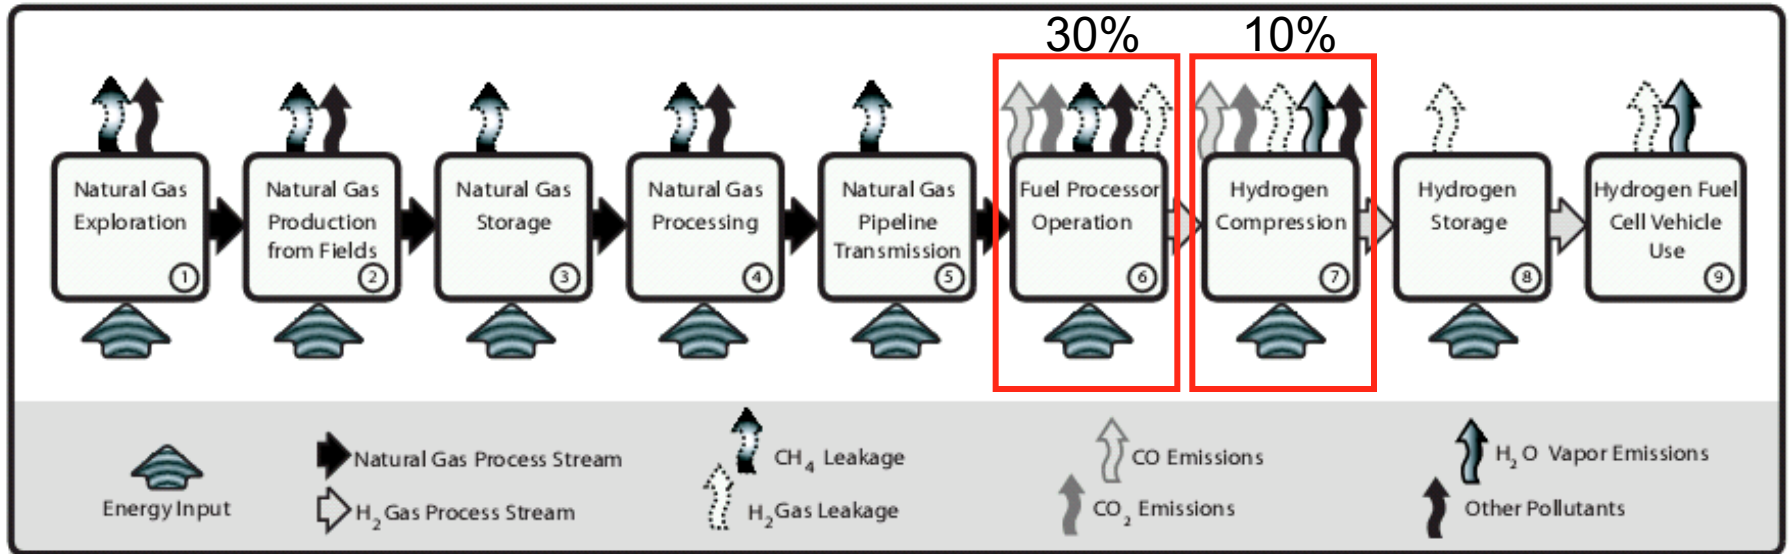 30%
10%
Natural Gas
Exploration
1
Natural Gas
Production
from Fields
2
Natural Gas
Storage
3
Natural Gas
Processing
4
Natural Gas
Pipeline
Transmission
5
Fuel Processor
Operation
6
Hydrogen
Compression
7
Hydrogen
Storage
8
Hydrogen Fuel
Cell Vehicle
Use
9
Energy Input
Natural Gas Process Stream
H2 Gas Process Stream
CH4 Leakage
H2 Gas Leakage
CO Emissions
CO2 Emissions
H2O Vapor Emissions
Other Pollutants